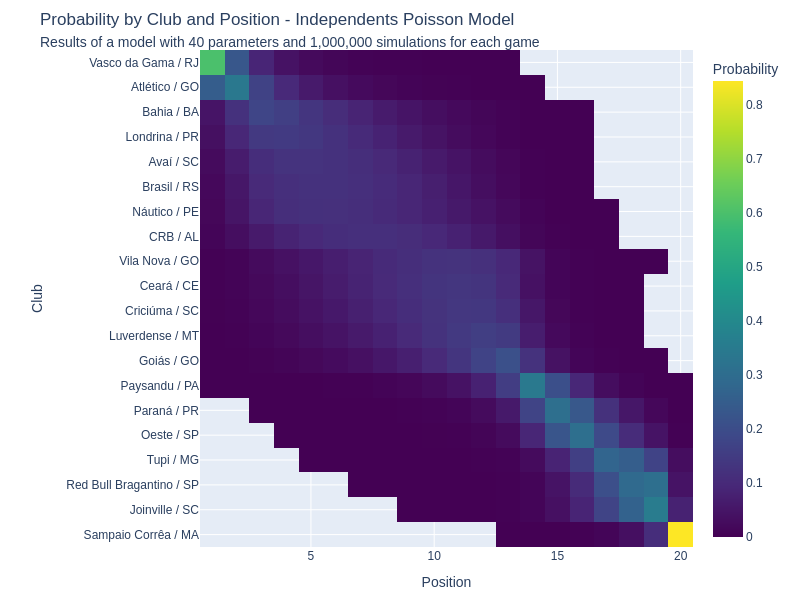 Probability by Club and Position - Independents Poisson Model
Results of a model with 40 parameters and 1,000,000 simulations for each game
Probability
Vasco da Gama / RJ
Atlético / GO
Bahia / BA
Londrina / PR
Avaí / SC
Brasil / RS
Náutico / PE
CRB / AL
Vila Nova / GO
Ceará / CE
Criciúma / SC
Luverdense / MT
Goiás / GO
Paysandu / PA
Paraná / PR
Oeste / SP
Tupi / MG
Red Bull Bragantino / SP
Joinville / SC
Sampaio Corrêa / MA
Club
5
10
15
20
Position
0.8
0.7
0.6
0.5
0.4
0.3
0.2
0.1
0